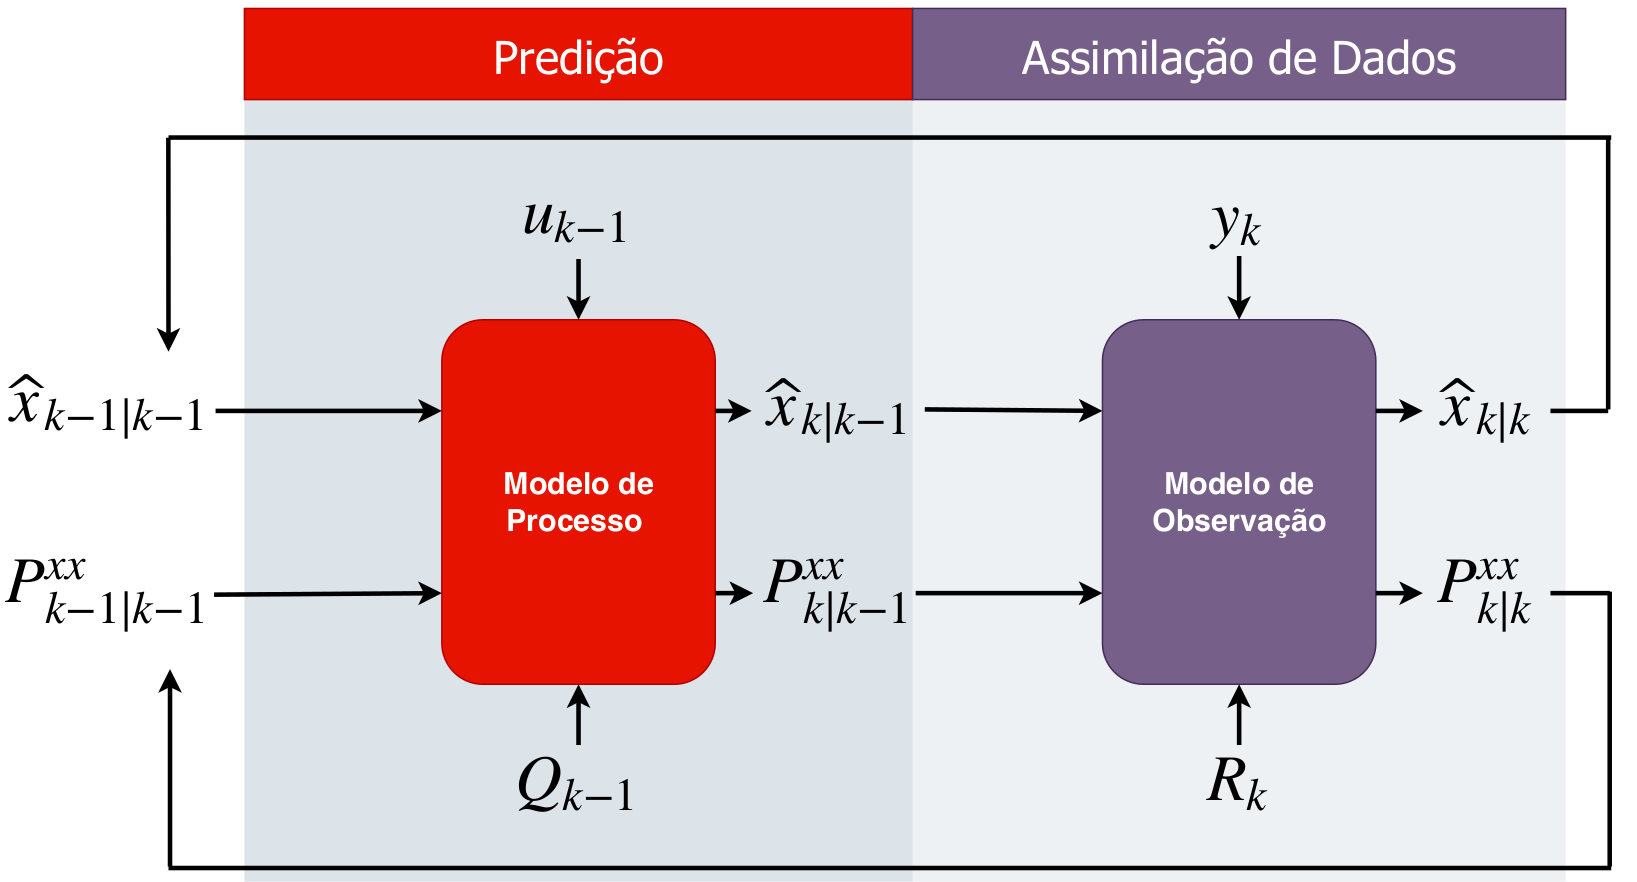 Predição
Assimilação de Dados
u_{k-1}
y_k
\hat{x}_{k-1|k-1}
\hat{x}_{k|k-1}
\hat{x}_{k|k}
Modelo de
Processo
Modelo de
Observação
P^{xx}_{k-1|k-1}
P^{xx}_{k|k-1}
P^{xx}_{k|k}
Q_{k-1}
R_k